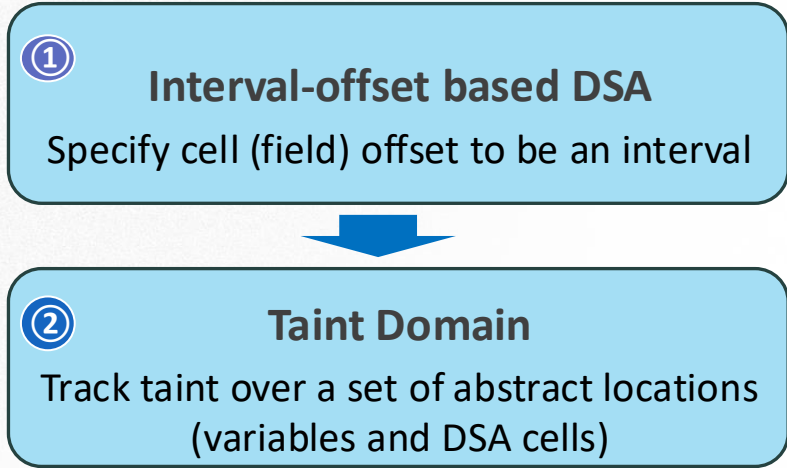 ①
Interval-offset based DSA
Specify cell (field) offset to be an interval
②
Taint Domain
Track taint over a set of abstract locations
(variables and DSA cells)